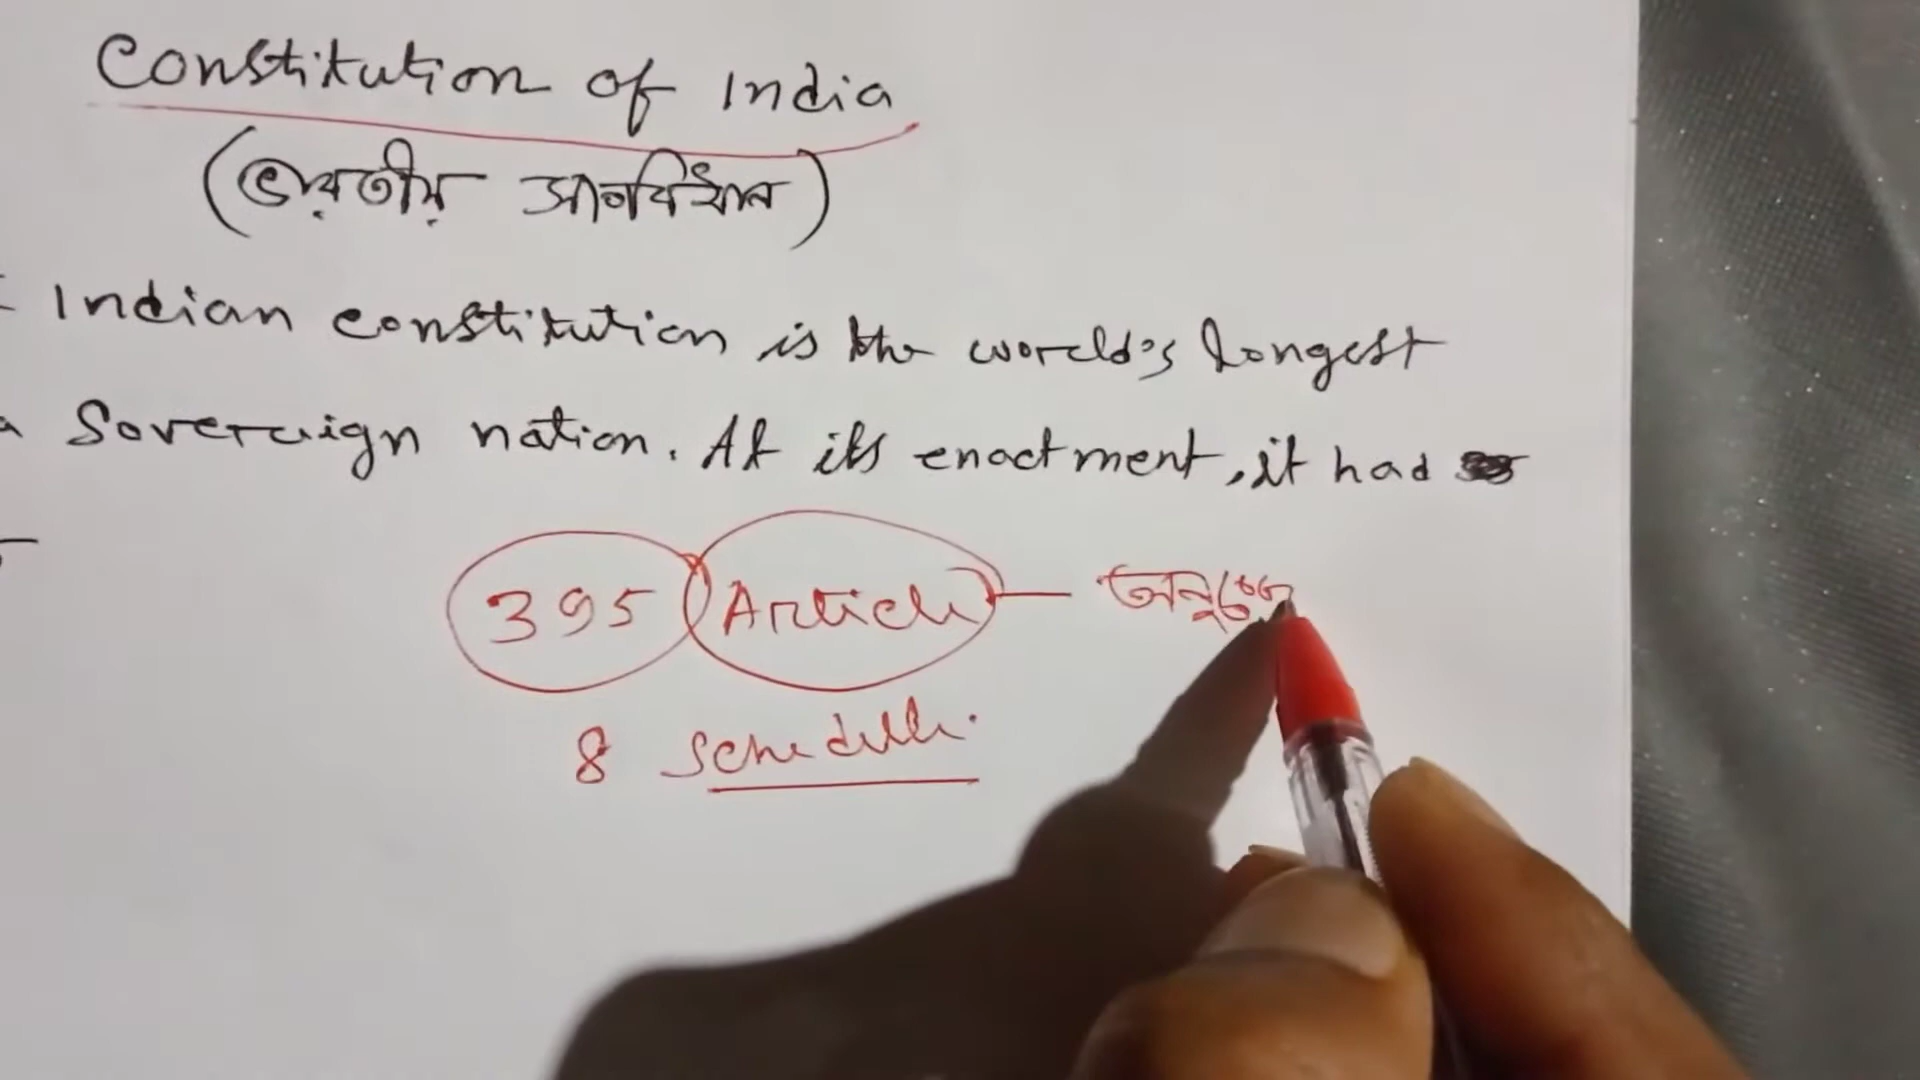 Constitution of India
(ভারতীয় সংবিধান)
Indian constitution is the world's longest
a Sovereign nation. At its enactment, it had
395 Article — অনুচ্ছে
8 Schedule.